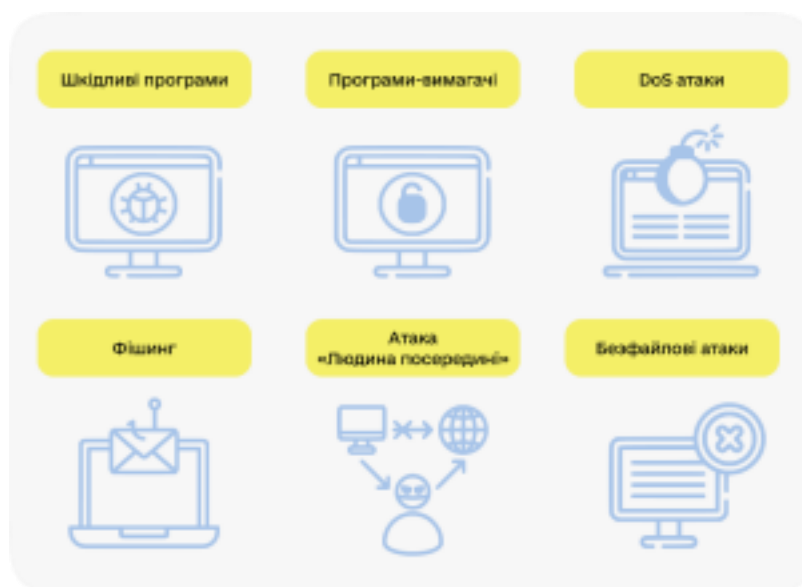 Шкідливі програми
Програми-вимагачі
DoS атаки
Фішинг
Атака
«Людина посередині»
Безфайлові атаки